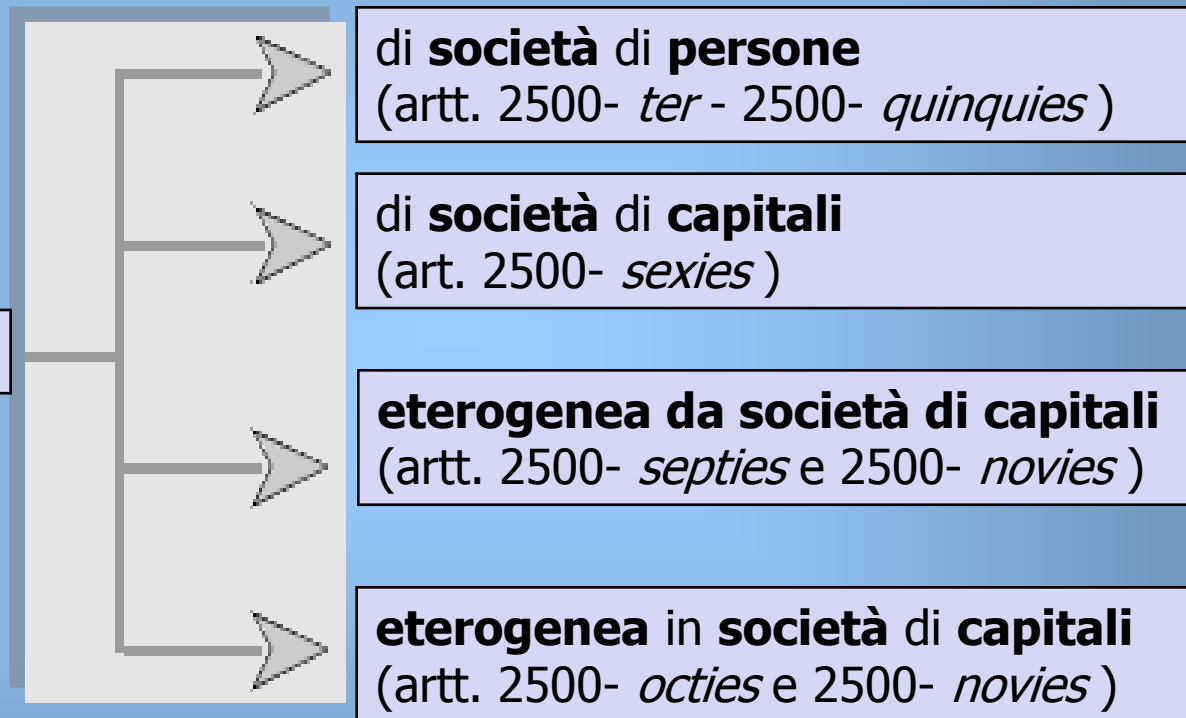 di società di persone
(artt. 2500- ter - 2500- quinquies )
di società di capitali
(art. 2500- sexies )
eterogenea da società di capitali
(artt. 2500- septies e 2500- novies )
eterogenea in società di capitali
(artt. 2500- octies e 2500- novies )